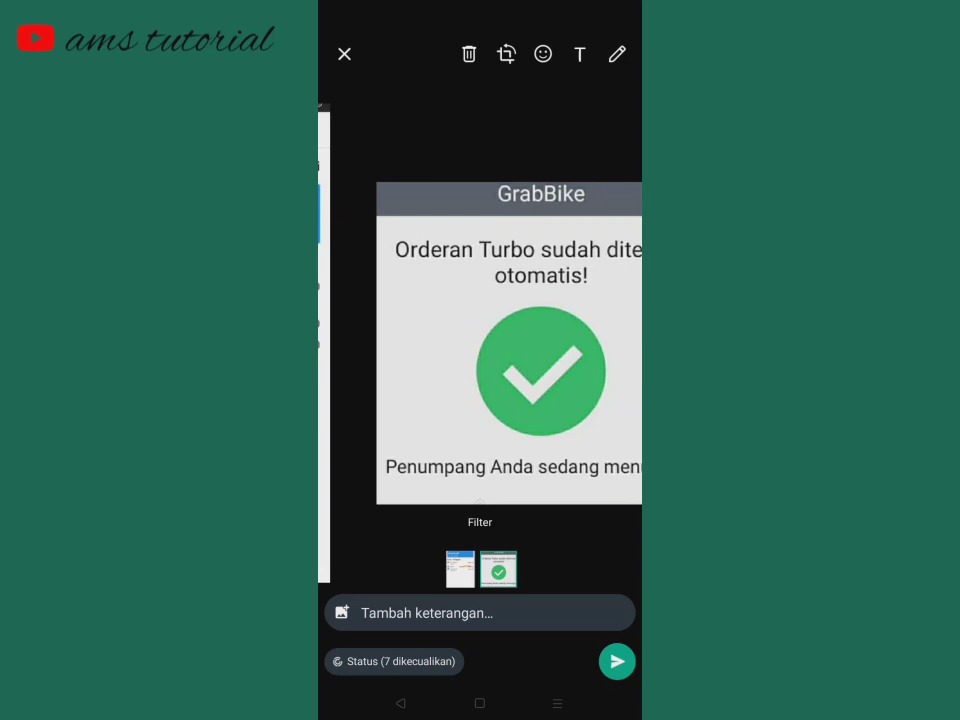 ams tutorial
T
GrabBike
Orderan Turbo sudah dite
otomatis!
Penumpang Anda sedang men
Filter
Tambah keterangan...
Status (7 dikecualikan)